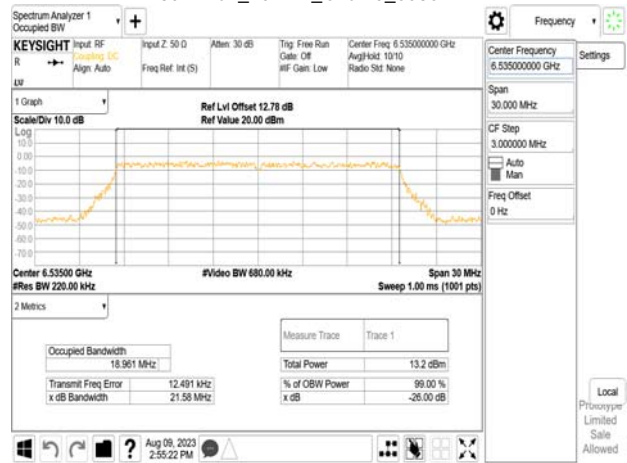 Spectrum Analyzer 1
Occupied BW
KEYSIGHT
R
Input: RF
Coupling: DC
Align: Auto
Input Z: 50 Ω
Freq Ref: Int (S)
Atten: 30 dB
Trig: Free Run
Gate: Off
#IF Gain: Low
Center Freq: 6.535000000 GHz
Avg|Hold: 10/10
Radio Std: None
1 Graph
Scale/Div 10.0 dB
Ref Lvl Offset 12.78 dB
Ref Value 20.00 dBm
Log
10.0
0.00
-10.0
-20.0
-30.0
-40.0
-50.0
-60.0
-70.0
Center 6.53500 GHz
#Res BW 220.00 kHz
#Video BW 680.00 kHz
Span 30 MHz
Sweep 1.00 ms (1001 pts)
2 Metrics
Measure Trace
Trace 1
Occupied Bandwidth
18.961 MHz
Total Power
13.2 dBm
Transmit Freq Error
12.491 kHz
% of OBW Power
99.00 %
x dB Bandwidth
21.58 MHz
x dB
-26.00 dB
Frequency
Center Frequency
6.535000000 GHz
Settings
Span
30.000 MHz
CF Step
3.000000 MHz
Auto
Man
Freq Offset
0 Hz
Local
Prototype
Limited
Sale
Allowed
Aug 09, 2023
2:55:22 PM